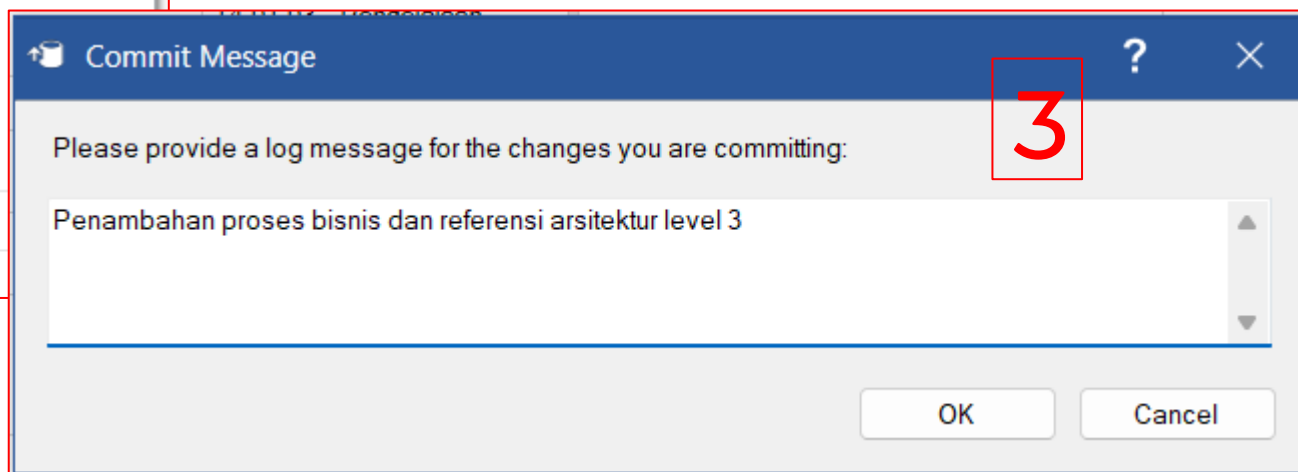 Commit Message
?
3
Please provide a log message for the changes you are committing:
Penambahan proses bisnis dan referensi arsitektur level 3
OK
Cancel